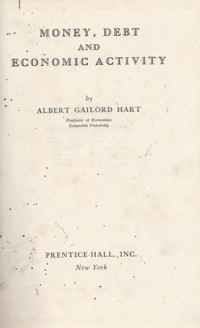 MONEY, DEBT
AND
ECONOMIC ACTIVITY
by
ALBERT GAILORD HART
Professor of Economics
Columbia University
PRENTICE-HALL, INC.
New York